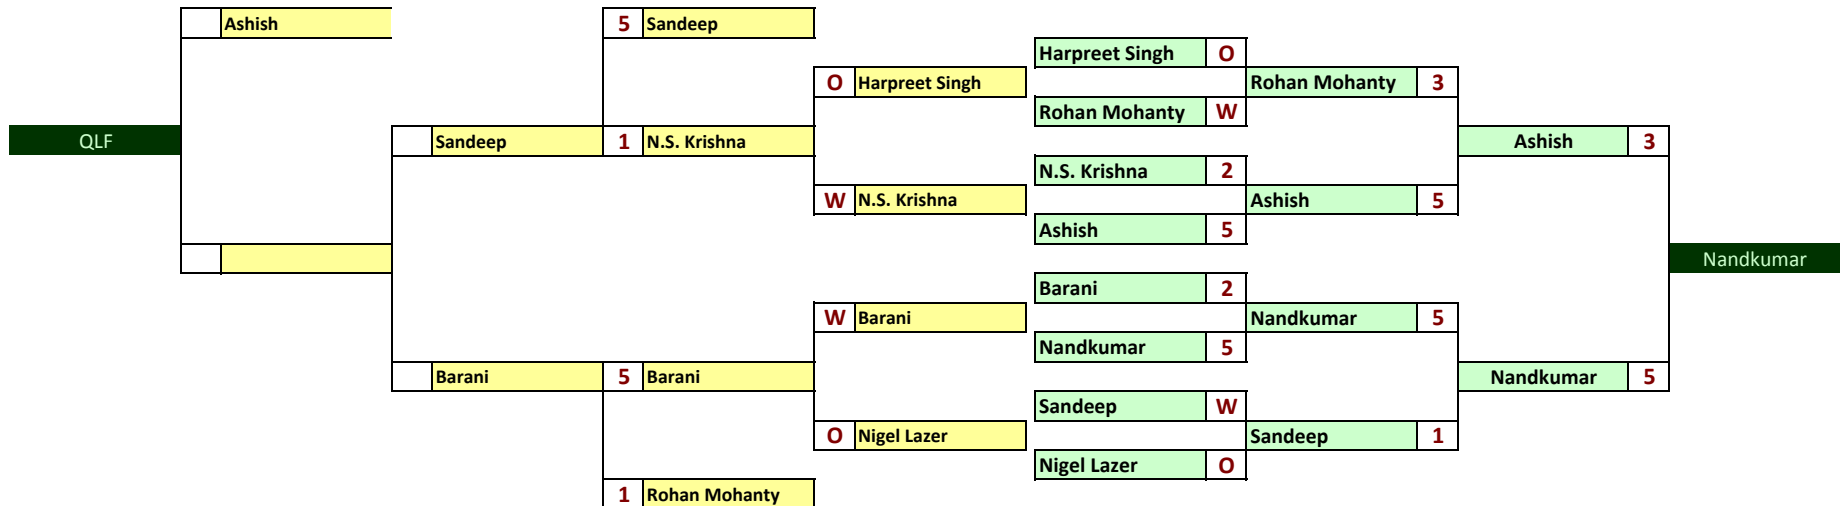 Ashish 5 Sandeep
Harpreet Singh O
O Harpreet Singh Rohan Mohanty 3
Rohan Mohanty W
QLF Sandeep 1 N.S. Krishna Ashish 3
N.S. Krishna 2
W N.S. Krishna Ashish 5
Ashish 5
Nandkumar
Barani 2
W Barani Nandkumar 5
Nandkumar 5
Barani 5 Barani Nandkumar 5
Sandeep W
O Nigel Lazer Sandeep 1
Nigel Lazer O
1 Rohan Mohanty